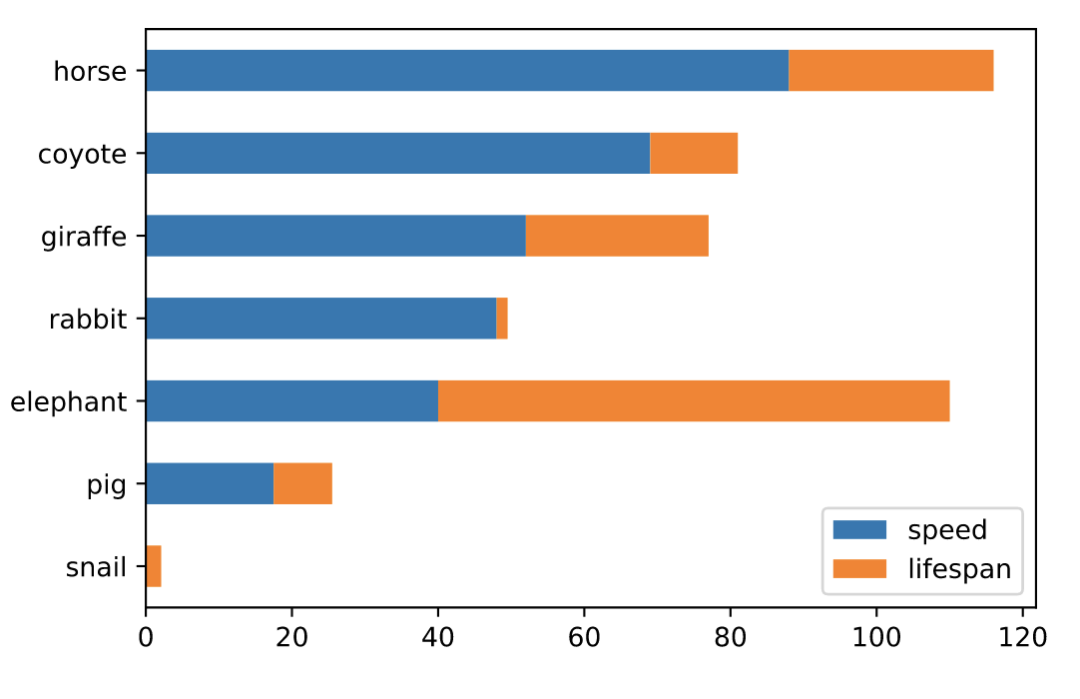 horse
coyote
giraffe
rabbit
elephant
pig
snail
speed
lifespan
0 20 40 60 80 100 120